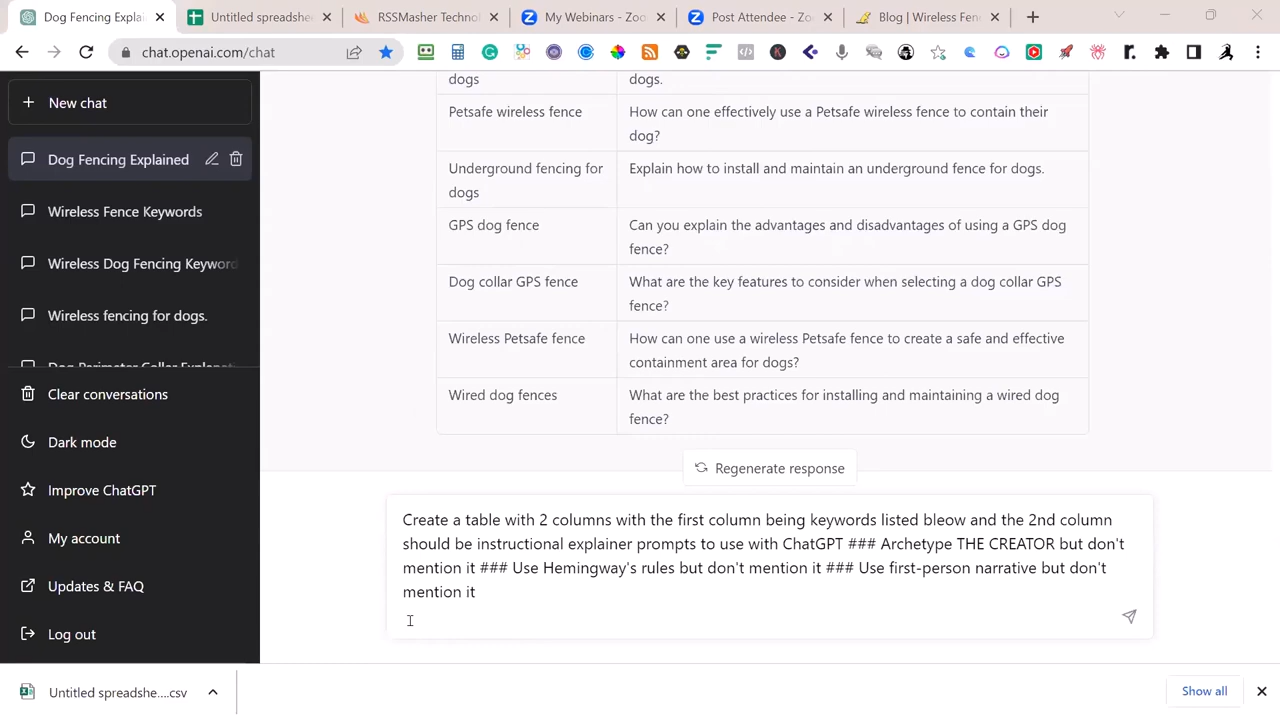 Dog Fencing Explai
Untitled spreadshe
RSSMasher Technol
My Webinars - Zoo
Post Attendee - Zo
Blog | Wireless Fen
chat.openai.com/chat
New chat
Dog Fencing Explained
Wireless Fence Keywords
Wireless Dog Fencing Keyword
Wireless fencing for dogs.
Dog Perimeter Collar Explanati
Clear conversations
Dark mode
Improve ChatGPT
My account
Updates & FAQ
Log out
dogs
dogs.
Petsafe wireless fence
How can one effectively use a Petsafe wireless fence to contain their
dog?
Underground fencing for
dogs
Explain how to install and maintain an underground fence for dogs.
GPS dog fence
Can you explain the advantages and disadvantages of using a GPS dog
fence?
Dog collar GPS fence
What are the key features to consider when selecting a dog collar GPS
fence?
Wireless Petsafe fence
How can one use a wireless Petsafe fence to create a safe and effective
containment area for dogs?
Wired dog fences
What are the best practices for installing and maintaining a wired dog
fence?
Regenerate response
Create a table with 2 columns with the first column being keywords listed bleow and the 2nd column
should be instructional explainer prompts to use with ChatGPT ### Archetype THE CREATOR but don't
mention it ### Use Hemingway's rules but don't mention it ### Use first-person narrative but don't
mention it
Untitled spreadshe....csv
Show all